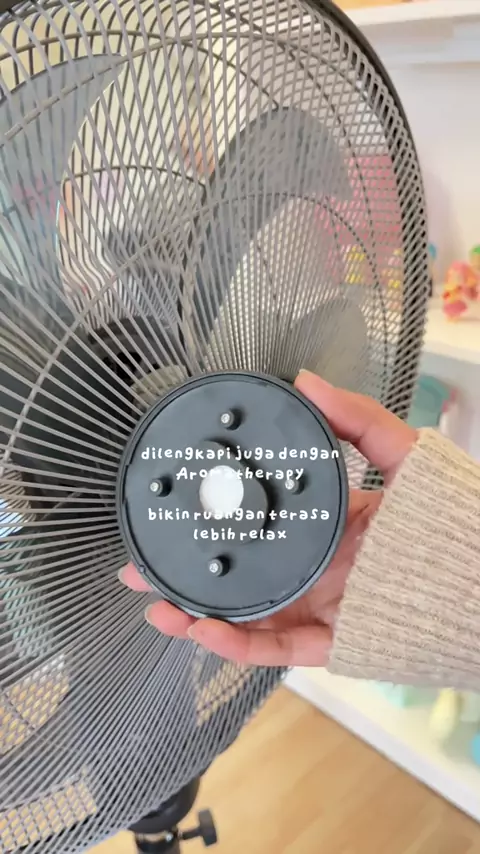 dilengkapi juga dengan
Aromatherapy
bikin ruangan terasa
lebih relax